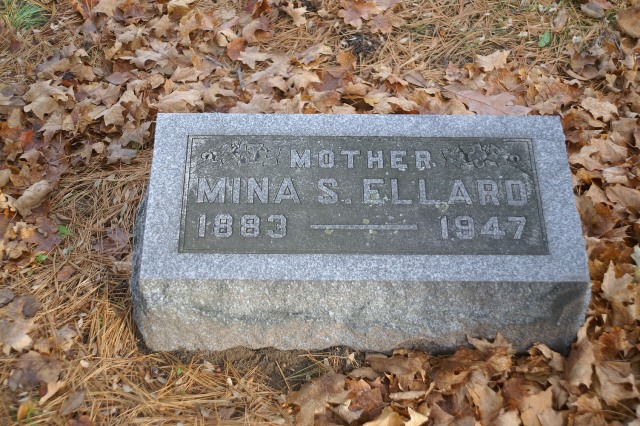 MOTHER
MINA S. ELLARD
1883 — 1947